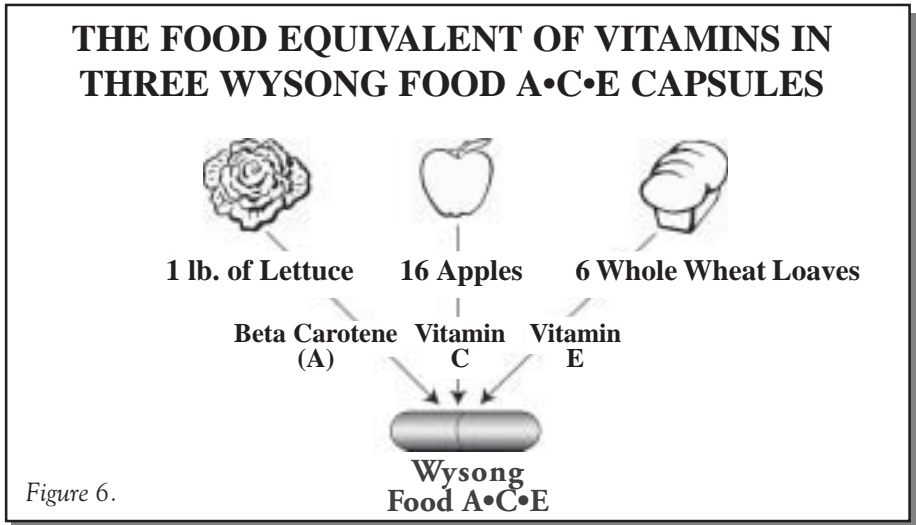 THE FOOD EQUIVALENT OF VITAMINS IN
THREE WYSONG FOOD A•C•E CAPSULES
1 lb. of Lettuce 16 Apples 6 Whole Wheat Loaves
Beta Carotene Vitamin Vitamin
(A) C E
Wysong
Food A•C•E
Figure 6.